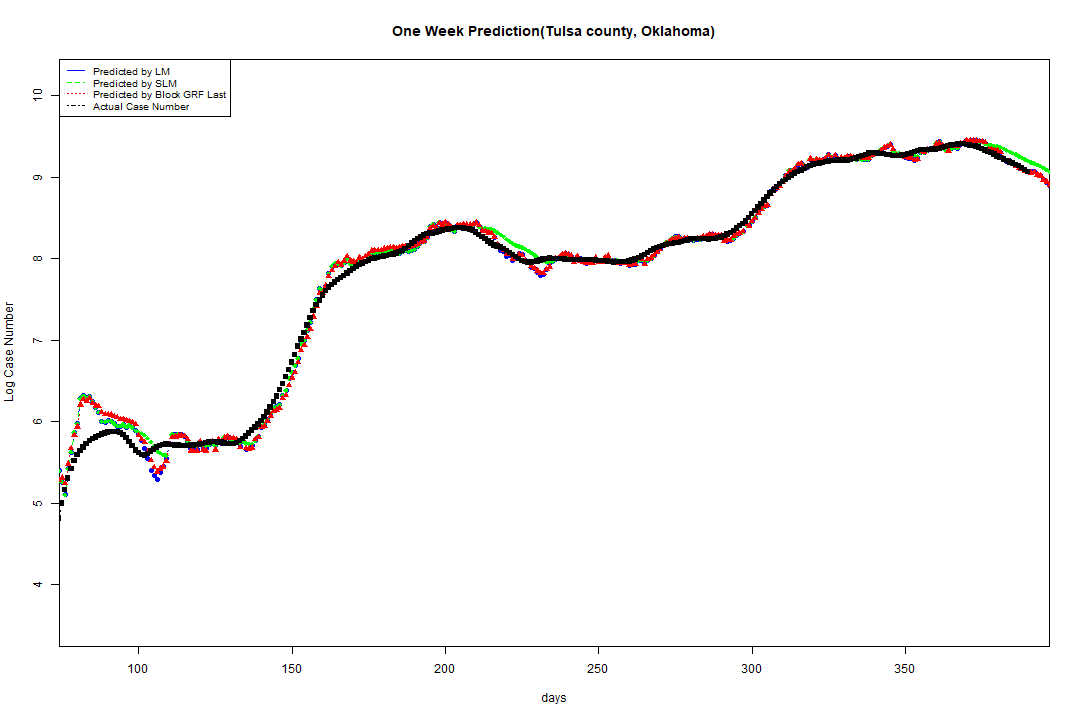 One Week Prediction(Tulsa county, Oklahoma)
Predicted by LM
Predicted by SLM
Predicted by Block GRF Last
Actual Case Number
Log Case Number
10
9
8
7
6
5
4
100 150 200 250 300 350
days